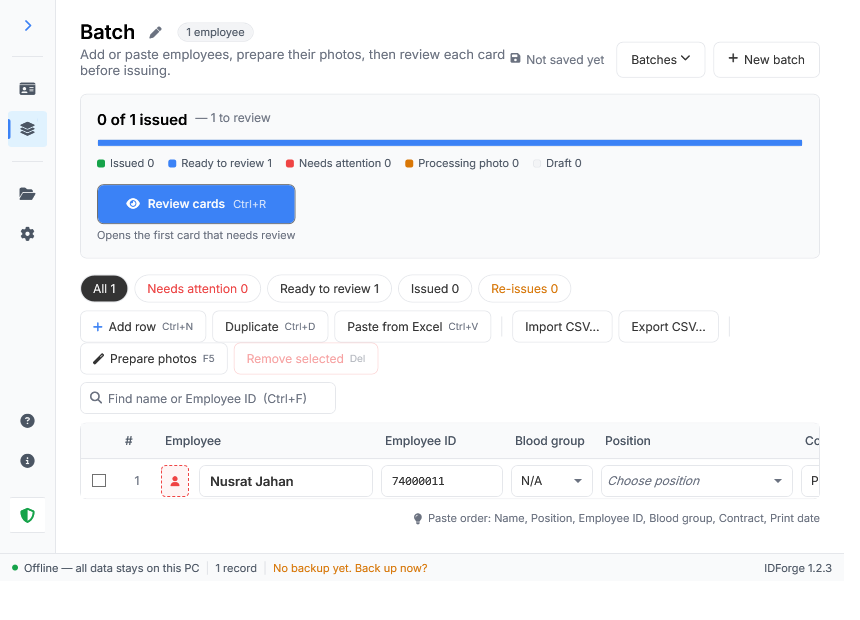 Batch
1 employee
Add or paste employees, prepare their photos, then review each card before issuing.
Not saved yet
Batches
+ New batch
0 of 1 issued — 1 to review
Issued 0 Ready to review 1 Needs attention 0 Processing photo 0 Draft 0
Review cards Ctrl+R
Opens the first card that needs review
All 1 Needs attention 0 Ready to review 1 Issued 0 Re-issues 0
+ Add row Ctrl+N Duplicate Ctrl+D Paste from Excel Ctrl+V Import CSV... Export CSV...
Prepare photos F5 Remove selected Del
Find name or Employee ID (Ctrl+F)
# Employee Employee ID Blood group Position Co
1 Nusrat Jahan 74000011 N/A Choose position P
Paste order: Name, Position, Employee ID, Blood group, Contract, Print date
Offline — all data stays on this PC 1 record No backup yet. Back up now? IDForge 1.2.3